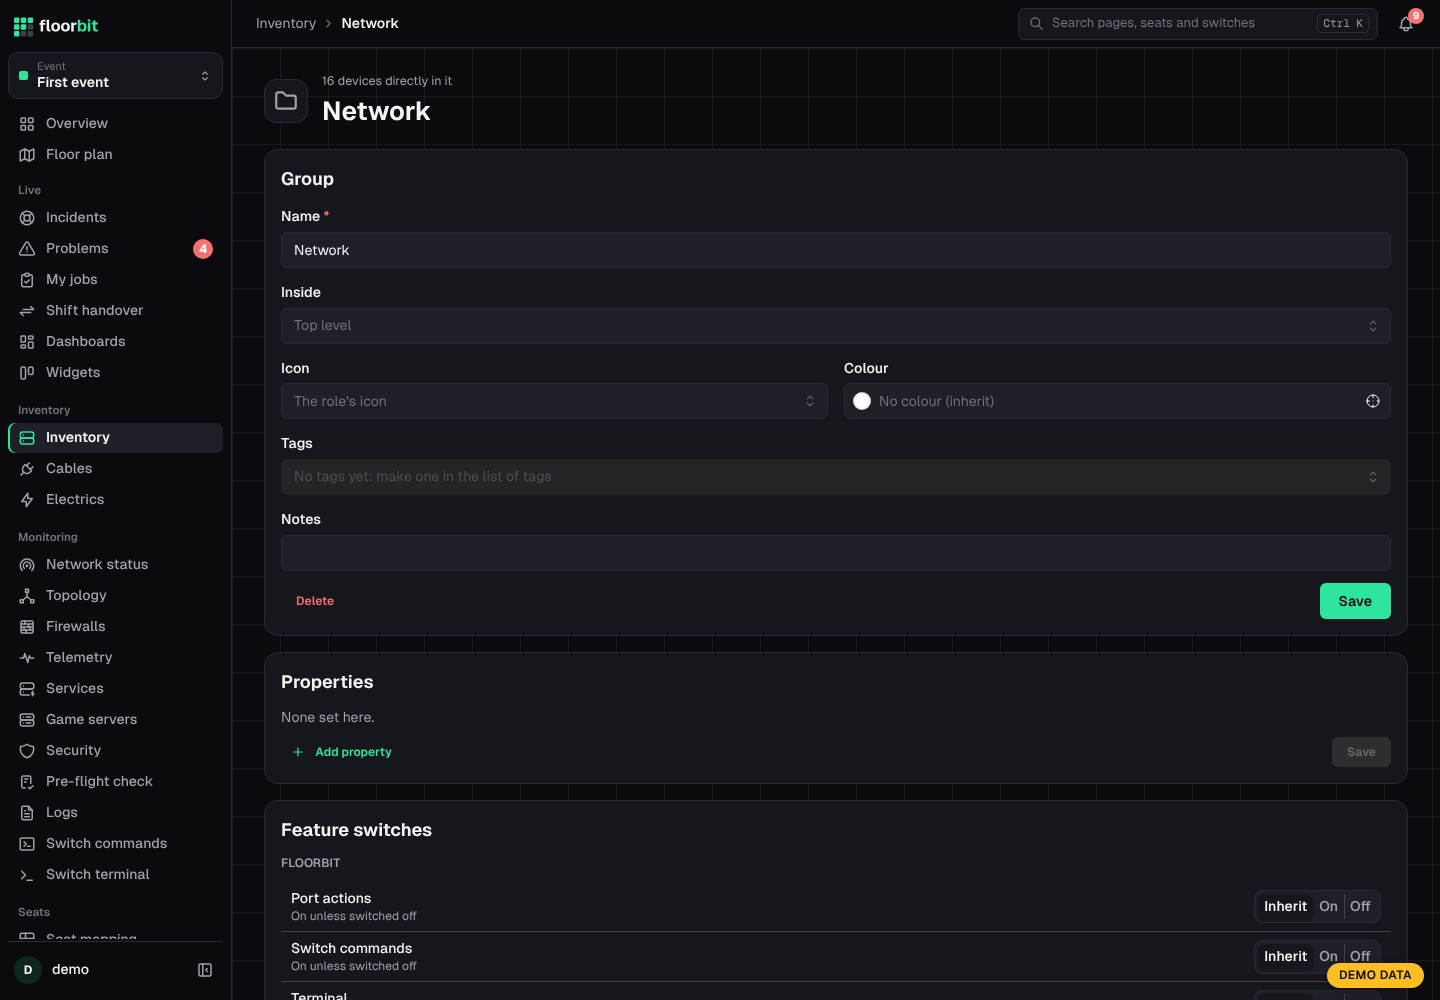 floorbit
Inventory > Network
Search pages, seats and switches
Ctrl K
9
Event
First event
Overview
Floor plan
Live
Incidents
Problems
4
My jobs
Shift handover
Dashboards
Widgets
Inventory
Inventory
Cables
Electrics
Monitoring
Network status
Topology
Firewalls
Telemetry
Services
Game servers
Security
Pre-flight check
Logs
Switch commands
Switch terminal
Seats
Seat mapping
D
demo
16 devices directly in it
Network
Group
Name *
Network
Inside
Top level
Icon
The role's icon
Colour
No colour (inherit)
Tags
No tags yet: make one in the list of tags
Notes
Delete
Save
Properties
None set here.
Add property
Save
Feature switches
FLOORBIT
Port actions
On unless switched off
Inherit On Off
Switch commands
On unless switched off
Inherit On Off
Terminal
DEMO DATA